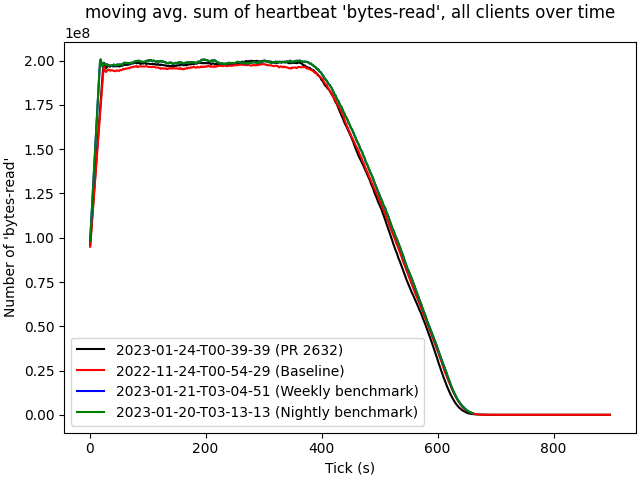 moving avg. sum of heartbeat 'bytes-read', all clients over time
1e8
2.00
1.75
1.50
1.25
1.00
0.75
0.50
0.25
0.00
Number of 'bytes-read'
2023-01-24-T00-39-39 (PR 2632)
2022-11-24-T00-54-29 (Baseline)
2023-01-21-T03-04-51 (Weekly benchmark)
2023-01-20-T03-13-13 (Nightly benchmark)
0 200 400 600 800
Tick (s)